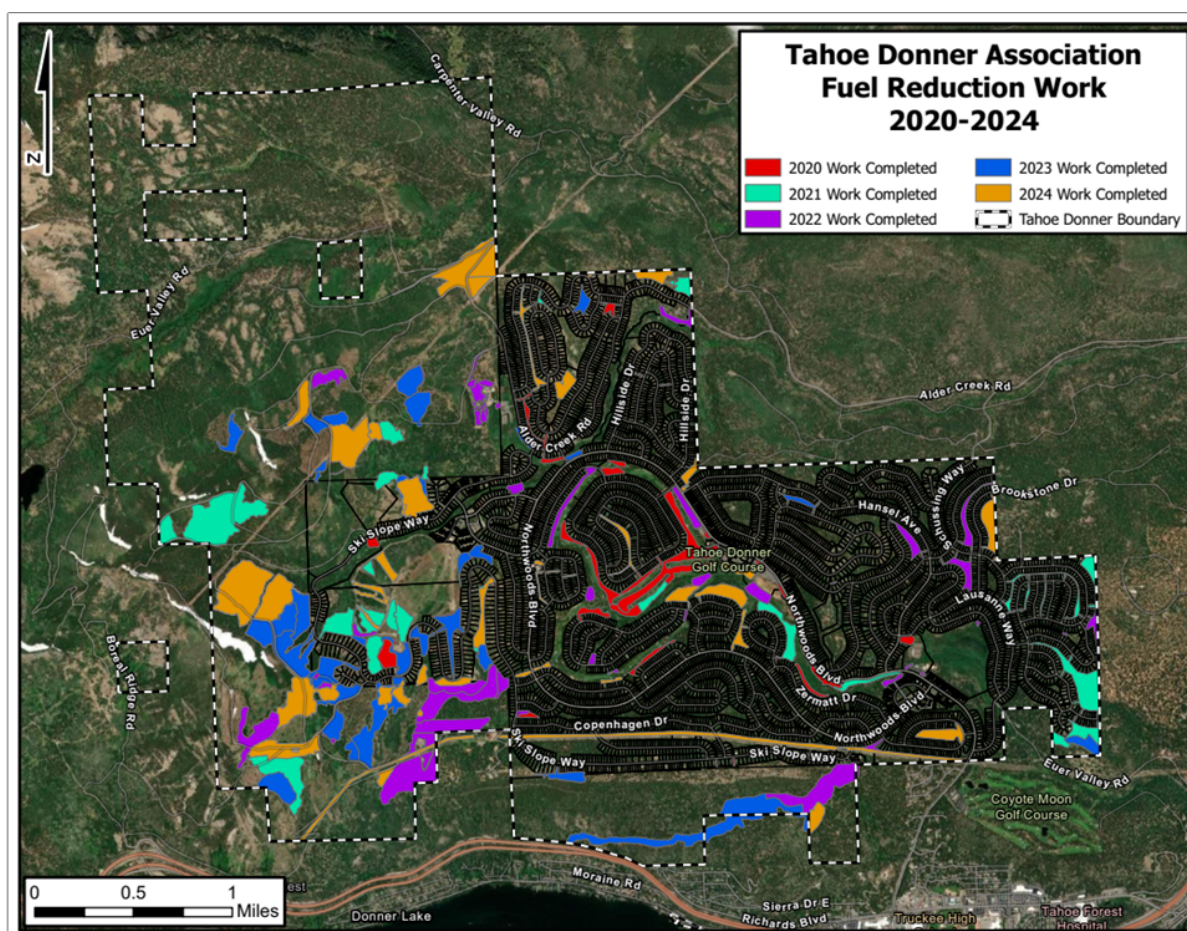 Tahoe Donner Association
Fuel Reduction Work
2020-2024
2020 Work Completed
2023 Work Completed
2021 Work Completed
2024 Work Completed
2022 Work Completed
Tahoe Donner Boundary
N
Carpenter Valley Rd
Euer Valley Rd
Alder Creek Rd
Hillside Dr
Hillside Dr
Alder Creek Rd
Ski Slope Way
Northwoods Blvd
Tahoe Donner
Golf Course
Hansel Ave
Schussing Way
Brookstone Dr
Lausanne Way
Northwoods Blvd
Zermatt Dr
Northwoods Blvd
Boreal Ridge Rd
Copenhagen Dr
Ski Slope Way
Ski Slope Way
Euer Valley Rd
Coyote Moon
Golf Course
Moraine Rd
Sierra Dr E
Richards Blvd
Donner Lake
Truckee High
Tahoe Forest
Hospital
est
0
0.5
1
Miles